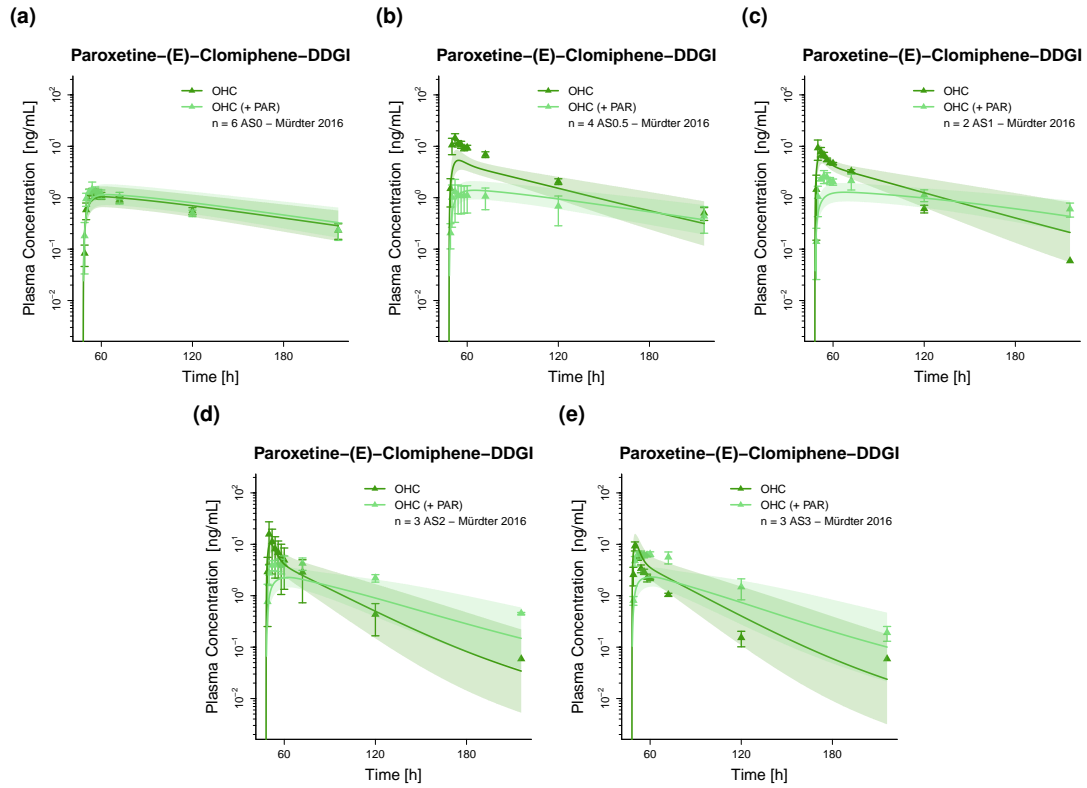 (a)
Paroxetine−(E)−Clomiphene−DDGI
OHC
OHC (+ PAR)
n = 6 AS0 − Mürdter 2016
Plasma Concentration [ng/mL]
10²
10¹
10⁰
10⁻¹
10⁻²
60
120
180
Time [h]
(b)
Paroxetine−(E)−Clomiphene−DDGI
OHC
OHC (+ PAR)
n = 4 AS0.5 − Mürdter 2016
Plasma Concentration [ng/mL]
10²
10¹
10⁰
10⁻¹
10⁻²
60
120
180
Time [h]
(c)
Paroxetine−(E)−Clomiphene−DDGI
OHC
OHC (+ PAR)
n = 2 AS1 − Mürdter 2016
Plasma Concentration [ng/mL]
10²
10¹
10⁰
10⁻¹
10⁻²
60
120
180
Time [h]
(d)
Paroxetine−(E)−Clomiphene−DDGI
OHC
OHC (+ PAR)
n = 3 AS2 − Mürdter 2016
Plasma Concentration [ng/mL]
10²
10¹
10⁰
10⁻¹
10⁻²
60
120
180
Time [h]
(e)
Paroxetine−(E)−Clomiphene−DDGI
OHC
OHC (+ PAR)
n = 3 AS3 − Mürdter 2016
Plasma Concentration [ng/mL]
10²
10¹
10⁰
10⁻¹
10⁻²
60
120
180
Time [h]